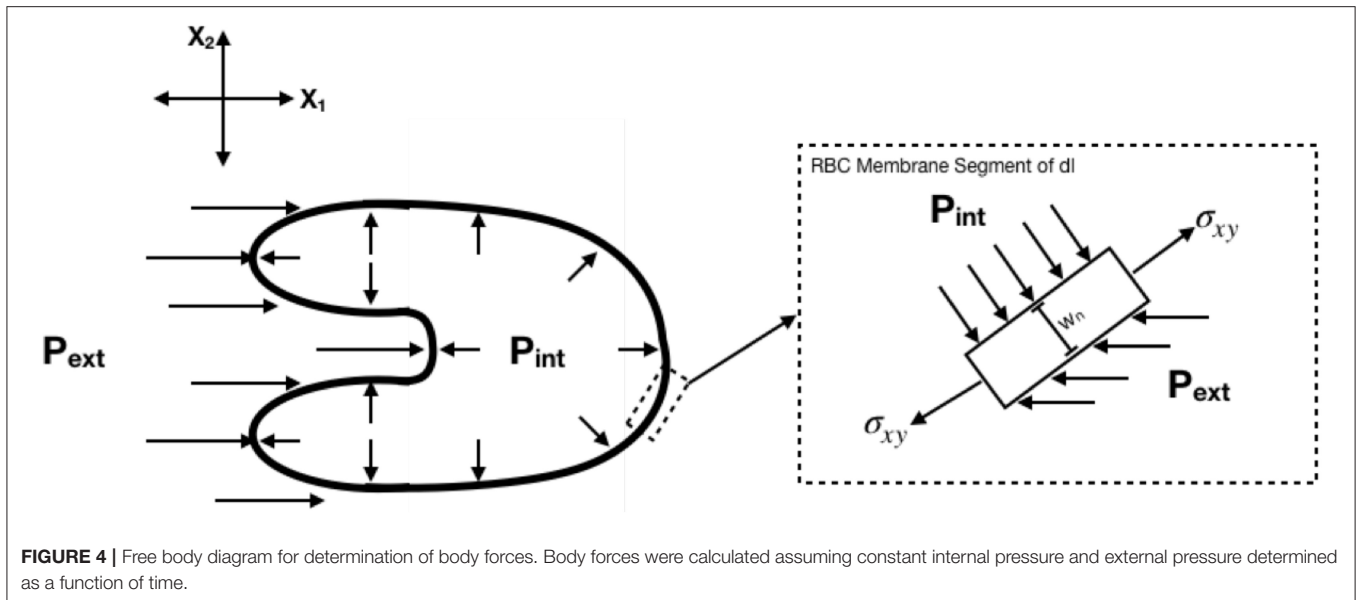 X2
X1
RBC Membrane Segment of dl
Pint
σxy
wn
Pext
Pint
Pext
σxy
FIGURE 4 | Free body diagram for determination of body forces. Body forces were calculated assuming constant internal pressure and external pressure determined
as a function of time.